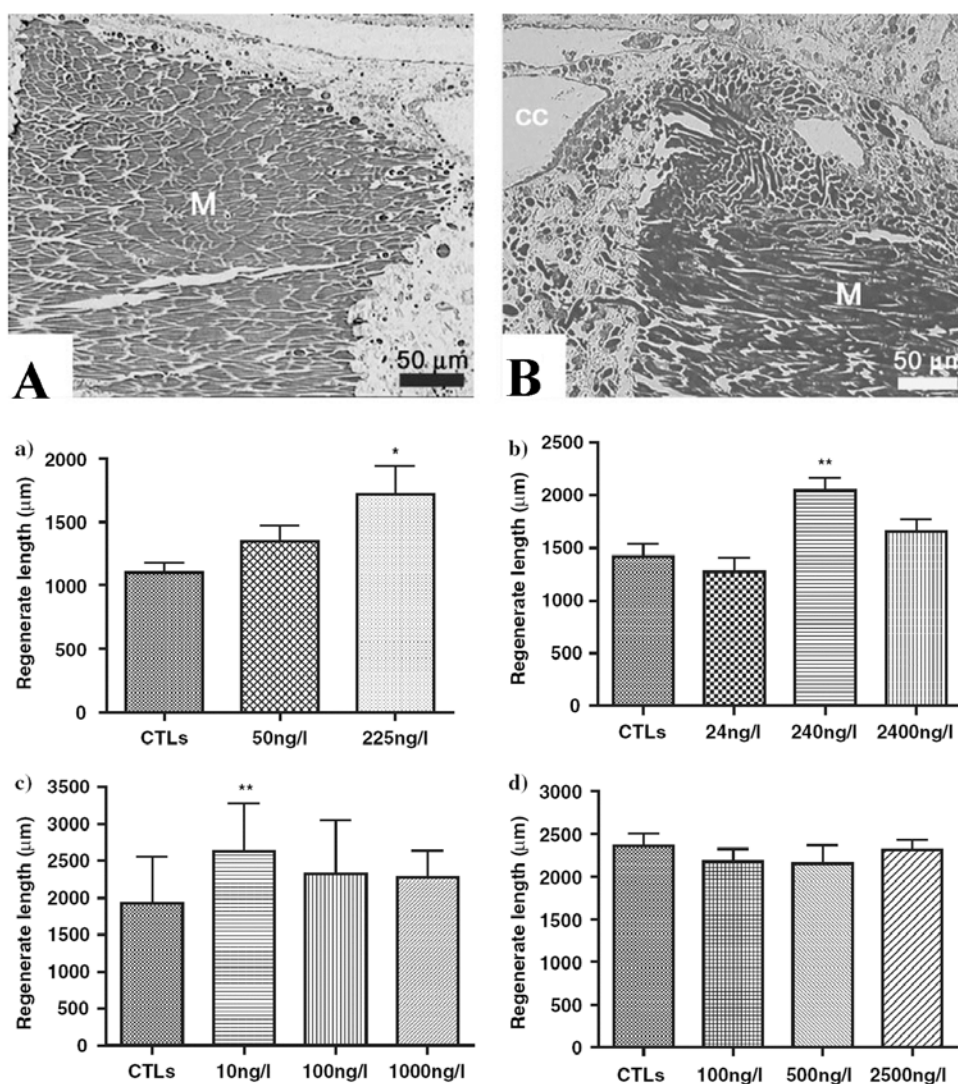 M
50 µm
A
CC
M
50 µm
B
a)
Regenerate length (µm)
2000
1500
1000
500
0
*
CTLs 50ng/l 225ng/l
b)
Regenerate length (µm)
2500
2000
1500
1000
500
0
**
CTLs 24ng/l 240ng/l 2400ng/l
c)
Regenerate length (µm)
3500
3000
2500
2000
1500
1000
500
0
**
CTLs 10ng/l 100ng/l 1000ng/l
d)
Regenerate length (µm)
3000
2500
2000
1500
1000
500
0
CTLs 100ng/l 500ng/l 2500ng/l